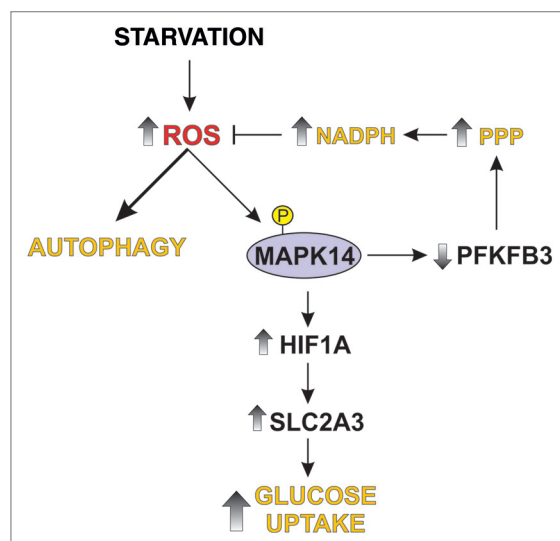 STARVATION
ROS
NADPH
PPP
AUTOPHAGY
P
MAPK14
PFKFB3
HIF1A
SLC2A3
GLUCOSE
UPTAKE